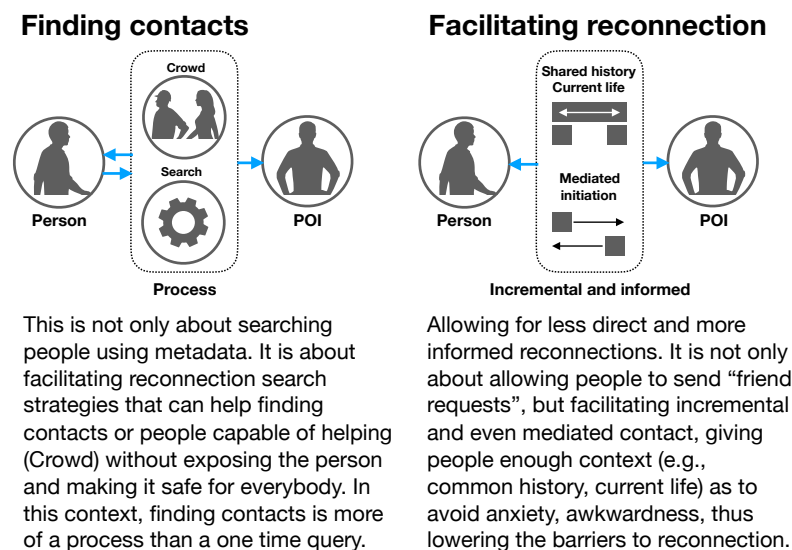 Finding contacts
Crowd
Search
Person
POI
Process
This is not only about searching
people using metadata. It is about
facilitating reconnection search
strategies that can help finding
contacts or people capable of helping
(Crowd) without exposing the person
and making it safe for everybody. In
this context, finding contacts is more
of a process than a one time query.
Facilitating reconnection
Shared history
Current life
Mediated
initiation
Person
POI
Incremental and informed
Allowing for less direct and more
informed reconnections. It is not only
about allowing people to send “friend
requests”, but facilitating incremental
and even mediated contact, giving
people enough context (e.g.,
common history, current life) as to
avoid anxiety, awkwardness, thus
lowering the barriers to reconnection.